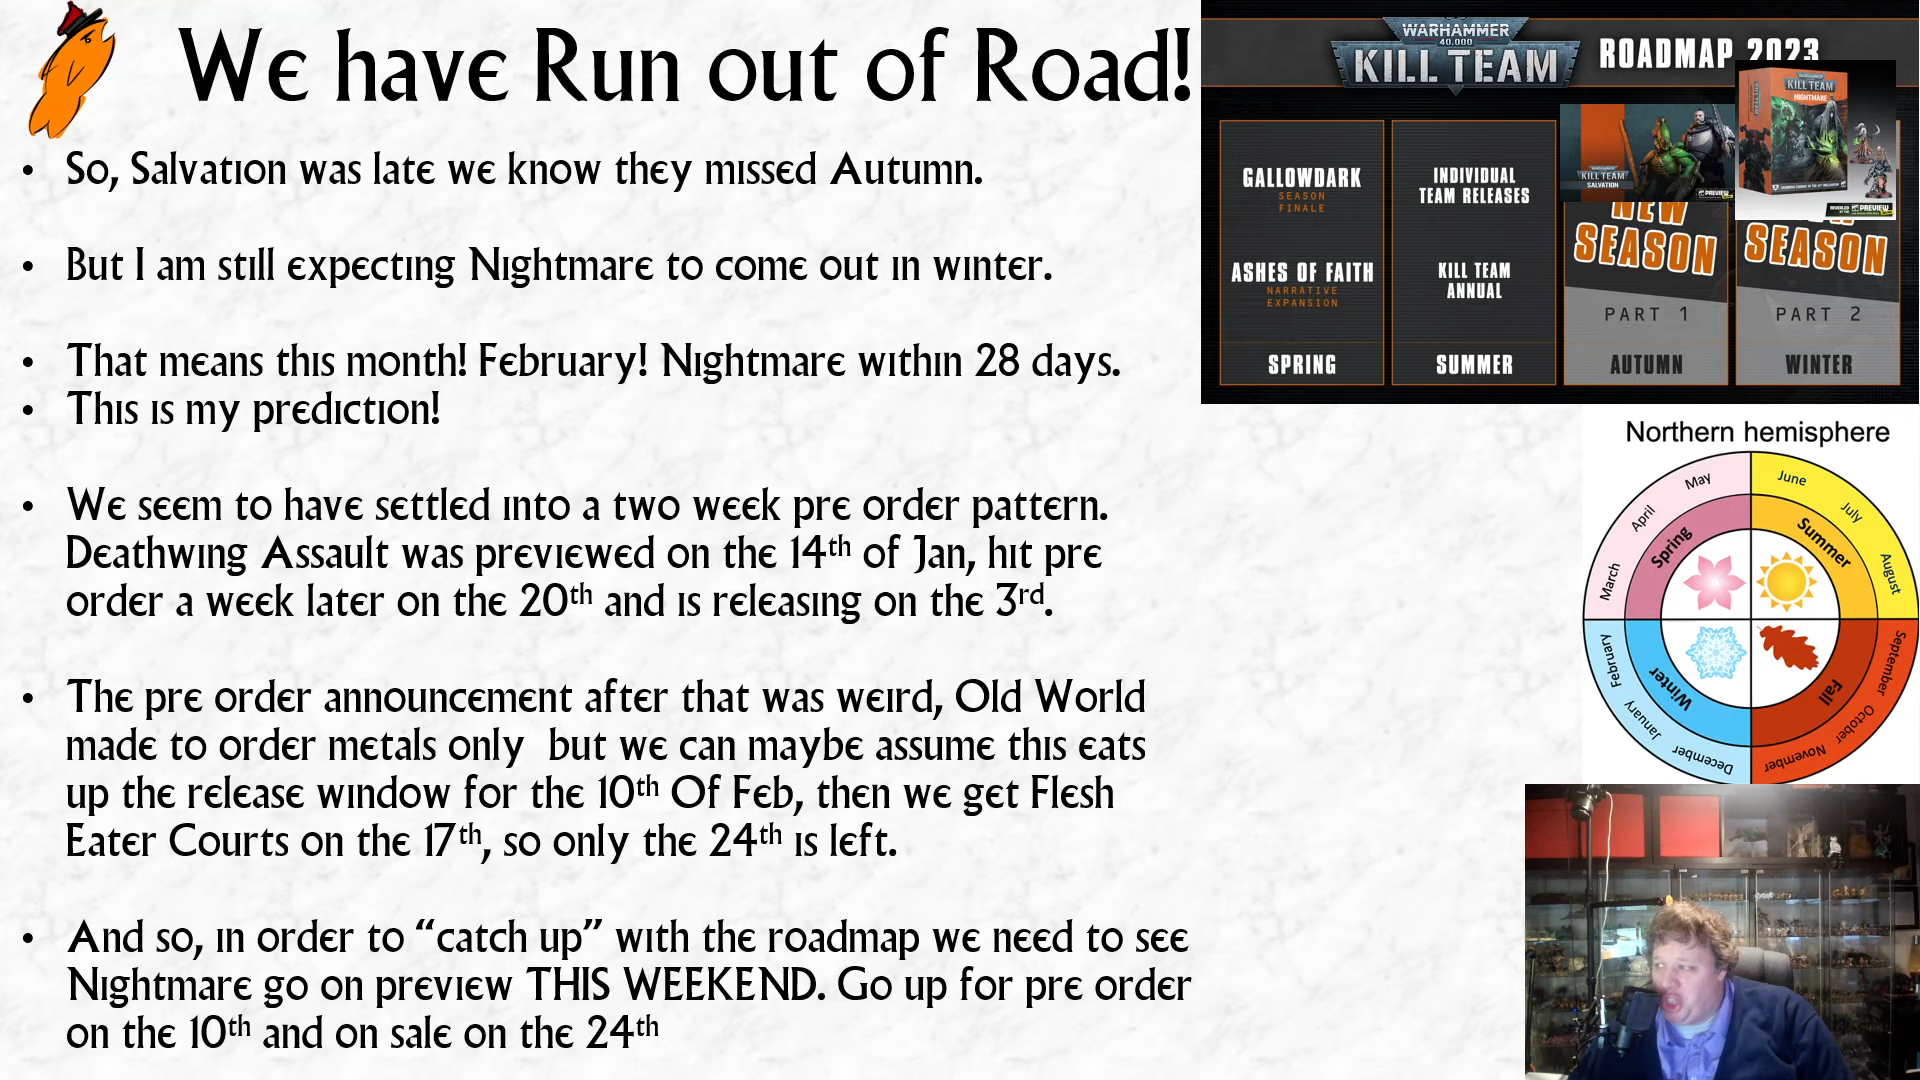 We have Run out of Road!
• So, Salvation was late we know they missed Autumn.
• But I am still expecting Nightmare to come out in winter.
• That means this month! February! Nightmare within 28 days.
• This is my prediction!
• We seem to have settled into a two week pre order pattern.
Deathwing Assault was previewed on the 14th of Jan, hit pre
order a week later on the 20th and is releasing on the 3rd.
• The pre order announcement after that was weird, Old World
made to order metals only but we can maybe assume this eats
up the release window for the 10th Of Feb, then we get Flesh
Eater Courts on the 17th, so only the 24th is left.
• And so, in order to “catch up” with the roadmap we need to see
Nightmare go on preview THIS WEEKEND. Go up for pre order
on the 10th and on sale on the 24th
WARHAMMER
40,000
KILL TEAM
ROADMAP 2023
GALLOWDARK
SEASON
FINALE
ASHES OF FAITH
NARRATIVE
EXPANSION
SPRING
INDIVIDUAL
TEAM RELEASES
KILL TEAM
ANNUAL
SUMMER
KILL TEAM
SALVATION
PREVIEW
NEW
SEASON
PART 1
AUTUMN
KILL TEAM
NIGHTMARE
PREVIEW
SEASON
PART 2
WINTER
Northern hemisphere
March
April
May
Spring
June
July
August
Summer
September
October
November
Fall
December
January
February
Winter